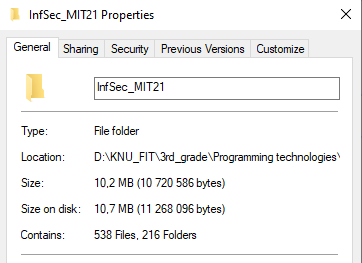 InfSec_MIT21 Properties
General Sharing Security Previous Versions Customize
InfSec_MIT21
Type: File folder
Location: D:\KNU_FIT\3rd_grade\Programming technologies\
Size: 10,2 MB (10 720 586 bytes)
Size on disk: 10,7 MB (11 268 096 bytes)
Contains: 538 Files, 216 Folders